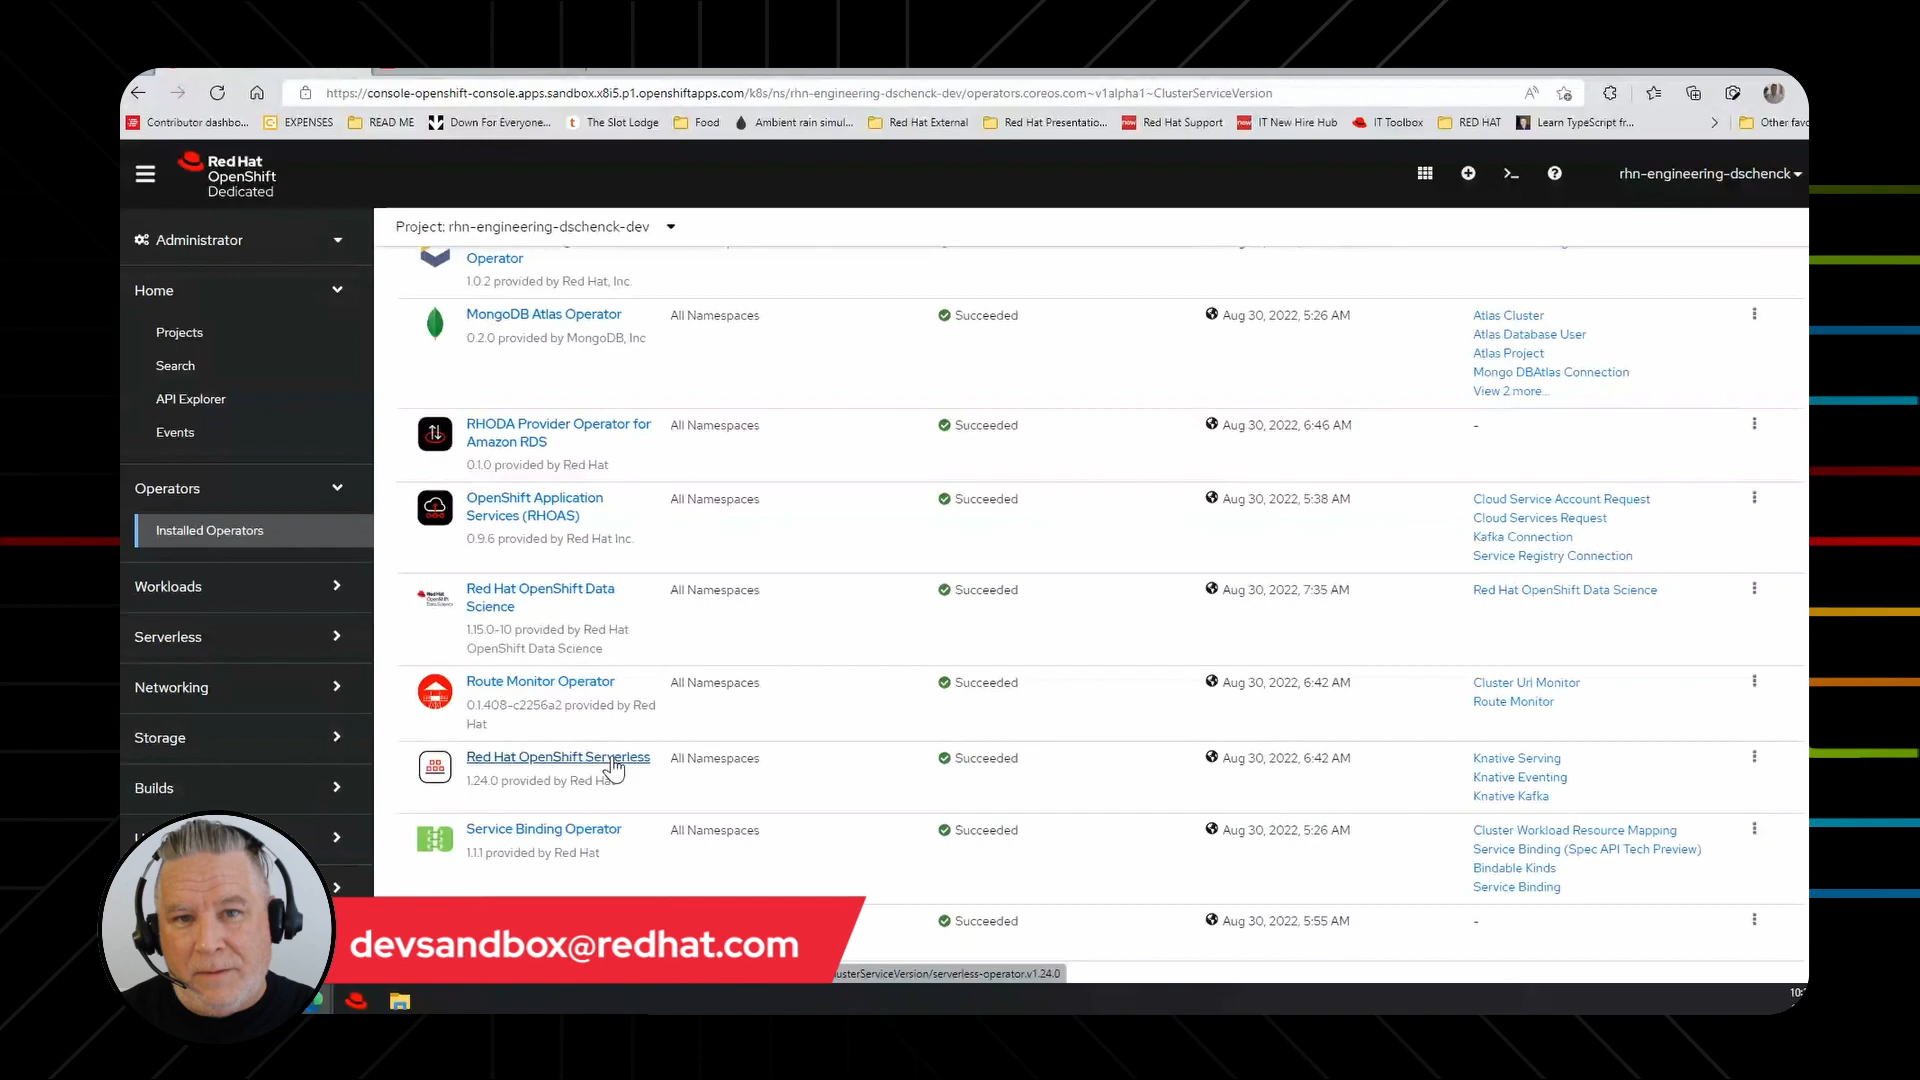 https://console-openshift-console.apps.sandbox.x8i5.p1.openshiftapps.com/k8s/ns/rhn-engineering-dschenck-dev/operators.coreos.com~v1alpha1~ClusterServiceVersion
Contributor dashbo...
EXPENSES
READ ME
Down For Everyone...
The Slot Lodge
Food
Ambient rain simul...
Red Hat External
Red Hat Presentatio...
Red Hat Support
IT New Hire Hub
IT Toolbox
RED HAT
Learn TypeScript fr...
Other favo
Red Hat
OpenShift
Dedicated
rhn-engineering-dschenck
Administrator
Home
Projects
Search
API Explorer
Events
Operators
Installed Operators
Workloads
Serverless
Networking
Storage
Builds
Project: rhn-engineering-dschenck-dev
Operator
1.0.2 provided by Red Hat, Inc.
MongoDB Atlas Operator
0.2.0 provided by MongoDB, Inc
All Namespaces
Succeeded
Aug 30, 2022, 5:26 AM
Atlas Cluster
Atlas Database User
Atlas Project
Mongo DBAtlas Connection
View 2 more...
RHODA Provider Operator for
Amazon RDS
0.1.0 provided by Red Hat
All Namespaces
Succeeded
Aug 30, 2022, 6:46 AM
-
OpenShift Application
Services (RHOAS)
0.9.6 provided by Red Hat Inc.
All Namespaces
Succeeded
Aug 30, 2022, 5:38 AM
Cloud Service Account Request
Cloud Services Request
Kafka Connection
Service Registry Connection
Red Hat OpenShift Data
Science
1.15.0-10 provided by Red Hat
OpenShift Data Science
All Namespaces
Succeeded
Aug 30, 2022, 7:35 AM
Red Hat OpenShift Data Science
Route Monitor Operator
0.1.408-c2256a2 provided by Red
Hat
All Namespaces
Succeeded
Aug 30, 2022, 6:42 AM
Cluster Url Monitor
Route Monitor
Red Hat OpenShift Serverless
1.24.0 provided by Red Ha
All Namespaces
Succeeded
Aug 30, 2022, 6:42 AM
Knative Serving
Knative Eventing
Knative Kafka
Service Binding Operator
1.1.1 provided by Red Hat
All Namespaces
Succeeded
Aug 30, 2022, 5:26 AM
Cluster Workload Resource Mapping
Service Binding (Spec API Tech Preview)
Bindable Kinds
Service Binding
Succeeded
Aug 30, 2022, 5:55 AM
-
devsandbox@redhat.com
usterServiceVersion/serverless-operator.v1.24.0